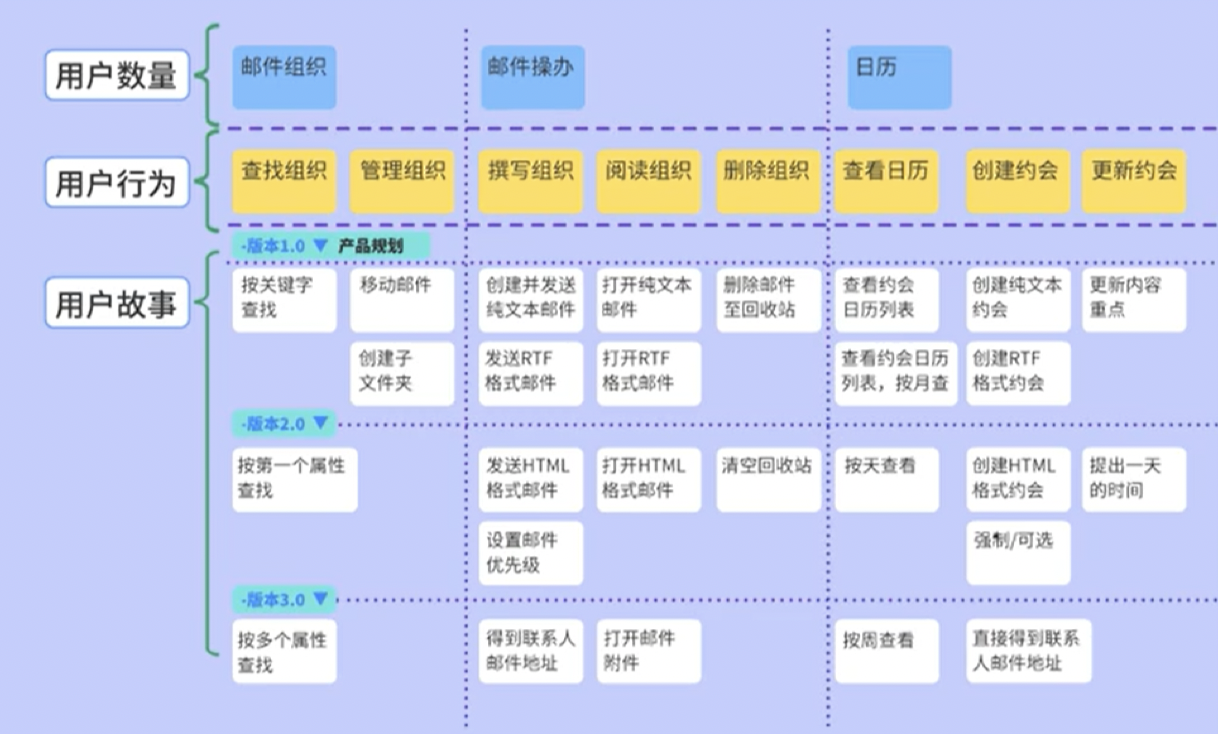 用户数量
邮件组织
邮件操办
日历
用户行为
查找组织
管理组织
撰写组织
阅读组织
删除组织
查看日历
创建约会
更新约会
用户故事
-版本1.0 ▼ 产品规划
按关键字
查找
移动邮件
创建并发送
纯文本邮件
打开纯文本
邮件
删除邮件
至回收站
查看约会
日历列表
创建纯文本
约会
更新内容
重点
创建子
文件夹
发送RTF
格式邮件
打开RTF
格式邮件
查看约会日历
列表，按月查
创建RTF
格式约会
-版本2.0 ▼
按第一个属性
查找
发送HTML
格式邮件
打开HTML
格式邮件
清空回收站
按天查看
创建HTML
格式约会
提出一天
的时间
设置邮件
优先级
强制/可选
-版本3.0 ▼
按多个属性
查找
得到联系人
邮件地址
打开邮件
附件
按周查看
直接得到联系
人邮件地址